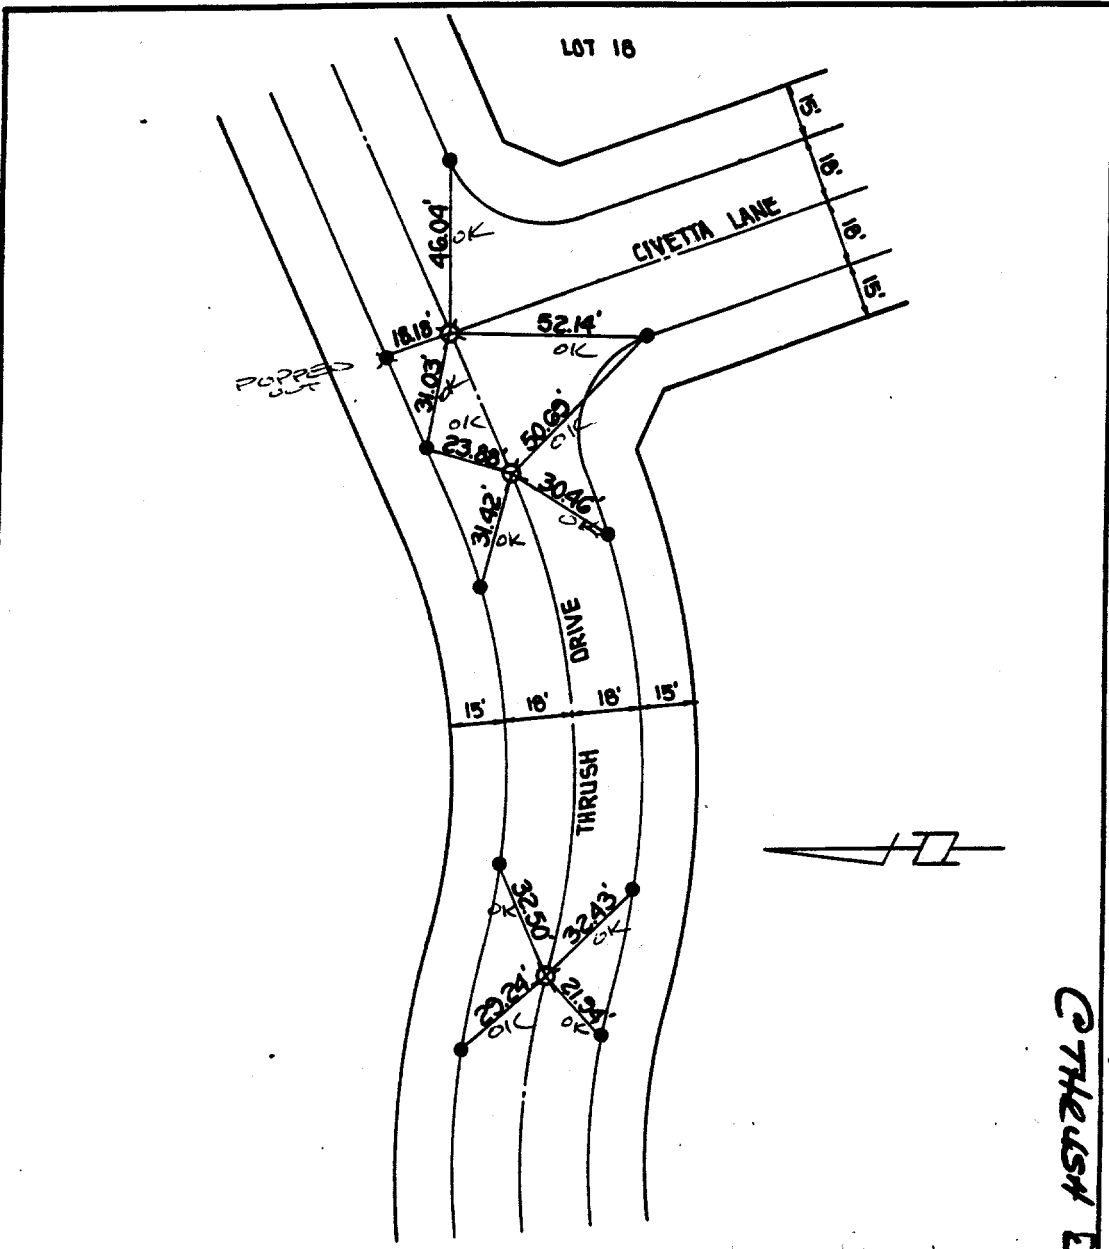 LOT 18
15'
18'
18'
15'
CIVETTA LANE
46.04'
OK
18.18'
52.14'
OK
POPPED
OUT
31.03'
OK
OK
50.69'
OK
23.88'
30.46'
OK
31.42'
OK
DRIVE
15'
18'
18'
15'
THRUSH
32.50'
OK
32.43'
OK
29.24'
OK
21.94'
OK
@ THRUSH